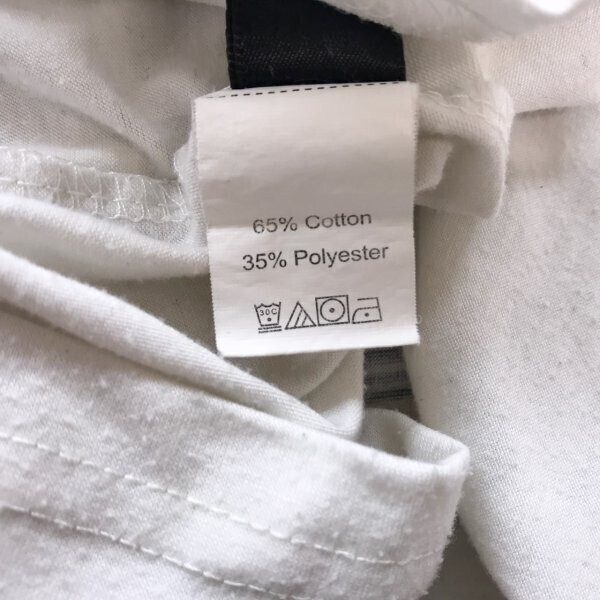 65% Cotton
35% Polyester
30C